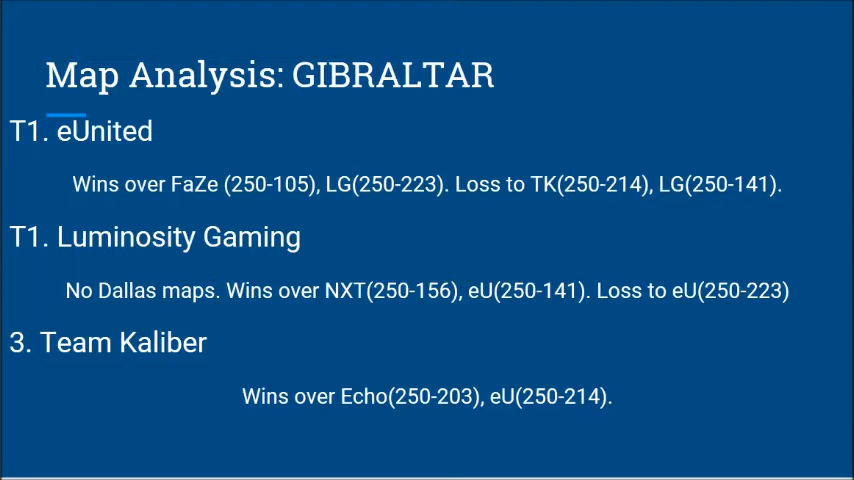 Map Analysis: GIBRALTAR
T1. eUnited
Wins over FaZe (250-105), LG(250-223). Loss to TK(250-214), LG(250-141).
T1. Luminosity Gaming
No Dallas maps. Wins over NXT(250-156), eU(250-141). Loss to eU(250-223)
3. Team Kaliber
Wins over Echo(250-203), eU(250-214).